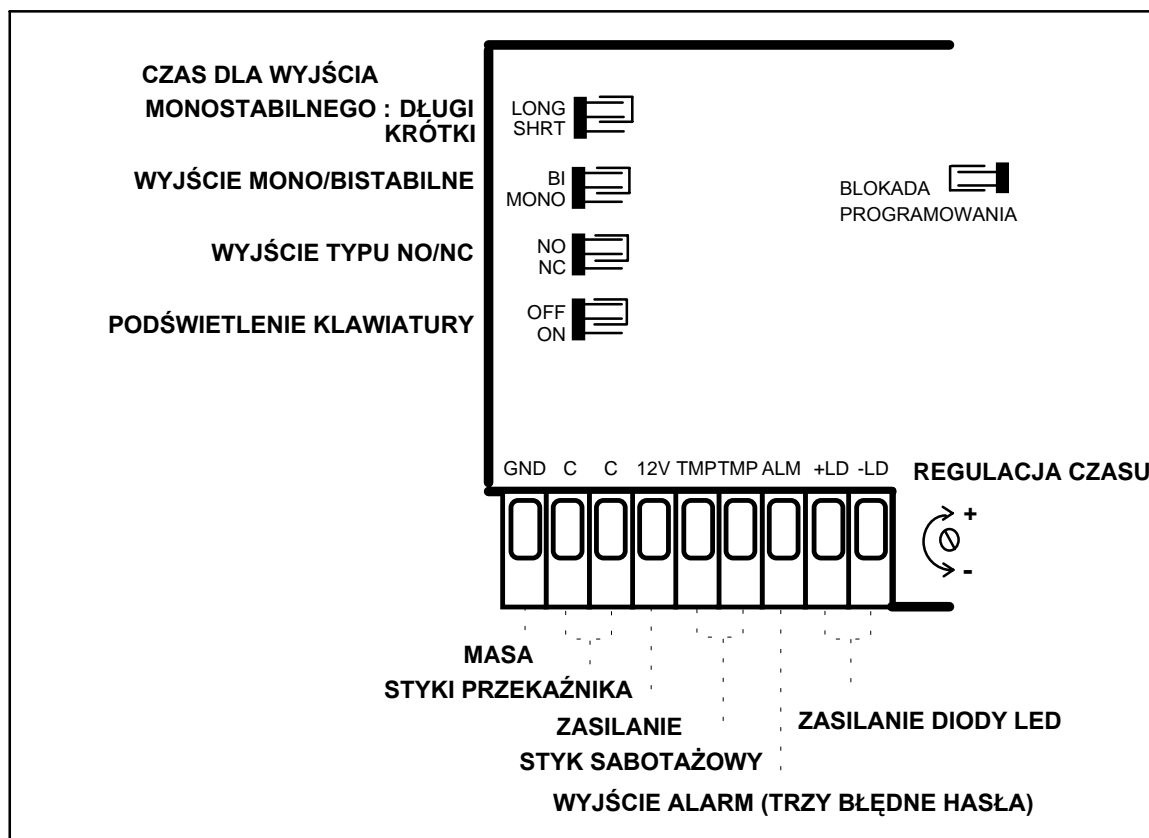 CZAS DLA WYJŚCIA
MONOSTABILNEGO : DŁUGI
KRÓTKI
LONG
SHRT
WYJŚCIE MONO/BISTABILNE
BI
MONO
BLOKADA
PROGRAMOWANIA
WYJŚCIE TYPU NO/NC
NO
NC
PODŚWIETLENIE KLAWIATURY
OFF
ON
GND C C 12V TMP TMP ALM +LD -LD
REGULACJA CZASU
+
-
MASA
STYKI PRZEKAŹNIKA
ZASILANIE
ZASILANIE DIODY LED
STYK SABOTAŻOWY
WYJŚCIE ALARM (TRZY BŁĘDNE HASŁA)